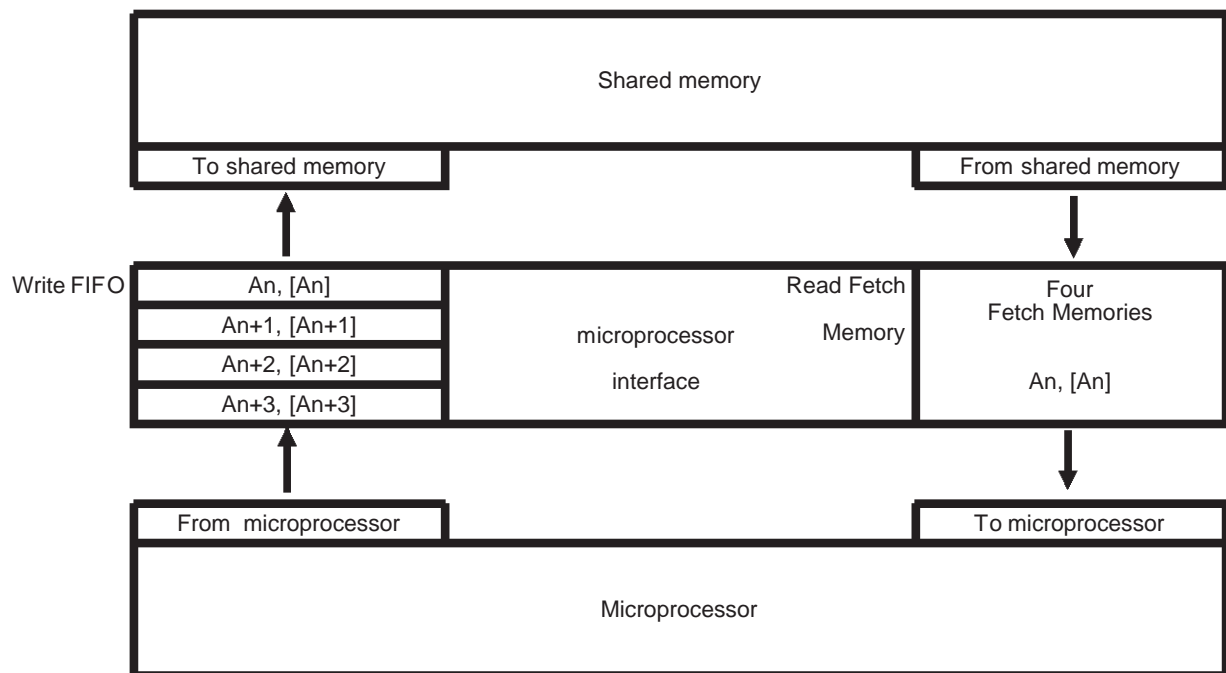 Shared memory
To shared memory
From shared memory
Write FIFO
An, [An]
An+1, [An+1]
An+2, [An+2]
An+3, [An+3]
microprocessor
interface
Read Fetch
Memory
Four
Fetch Memories
An, [An]
From microprocessor
To microprocessor
Microprocessor